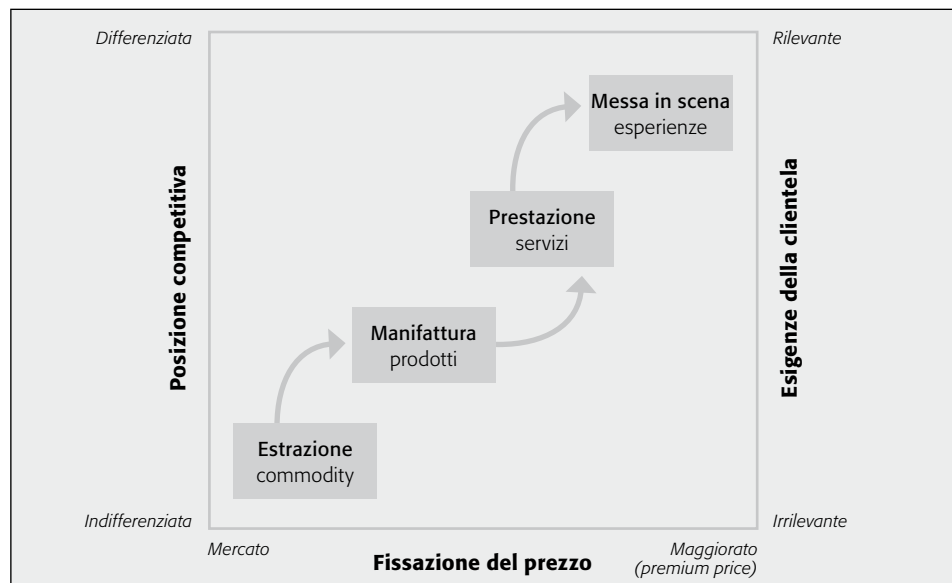 Differenziata
Rilevante
Messa in scena
esperienze
Posizione competitiva
Esigenze della clientela
Prestazione
servizi
Manifattura
prodotti
Estrazione
commodity
Indifferenziata
Irrilevante
Mercato
Fissazione del prezzo
Maggiorato
(premium price)